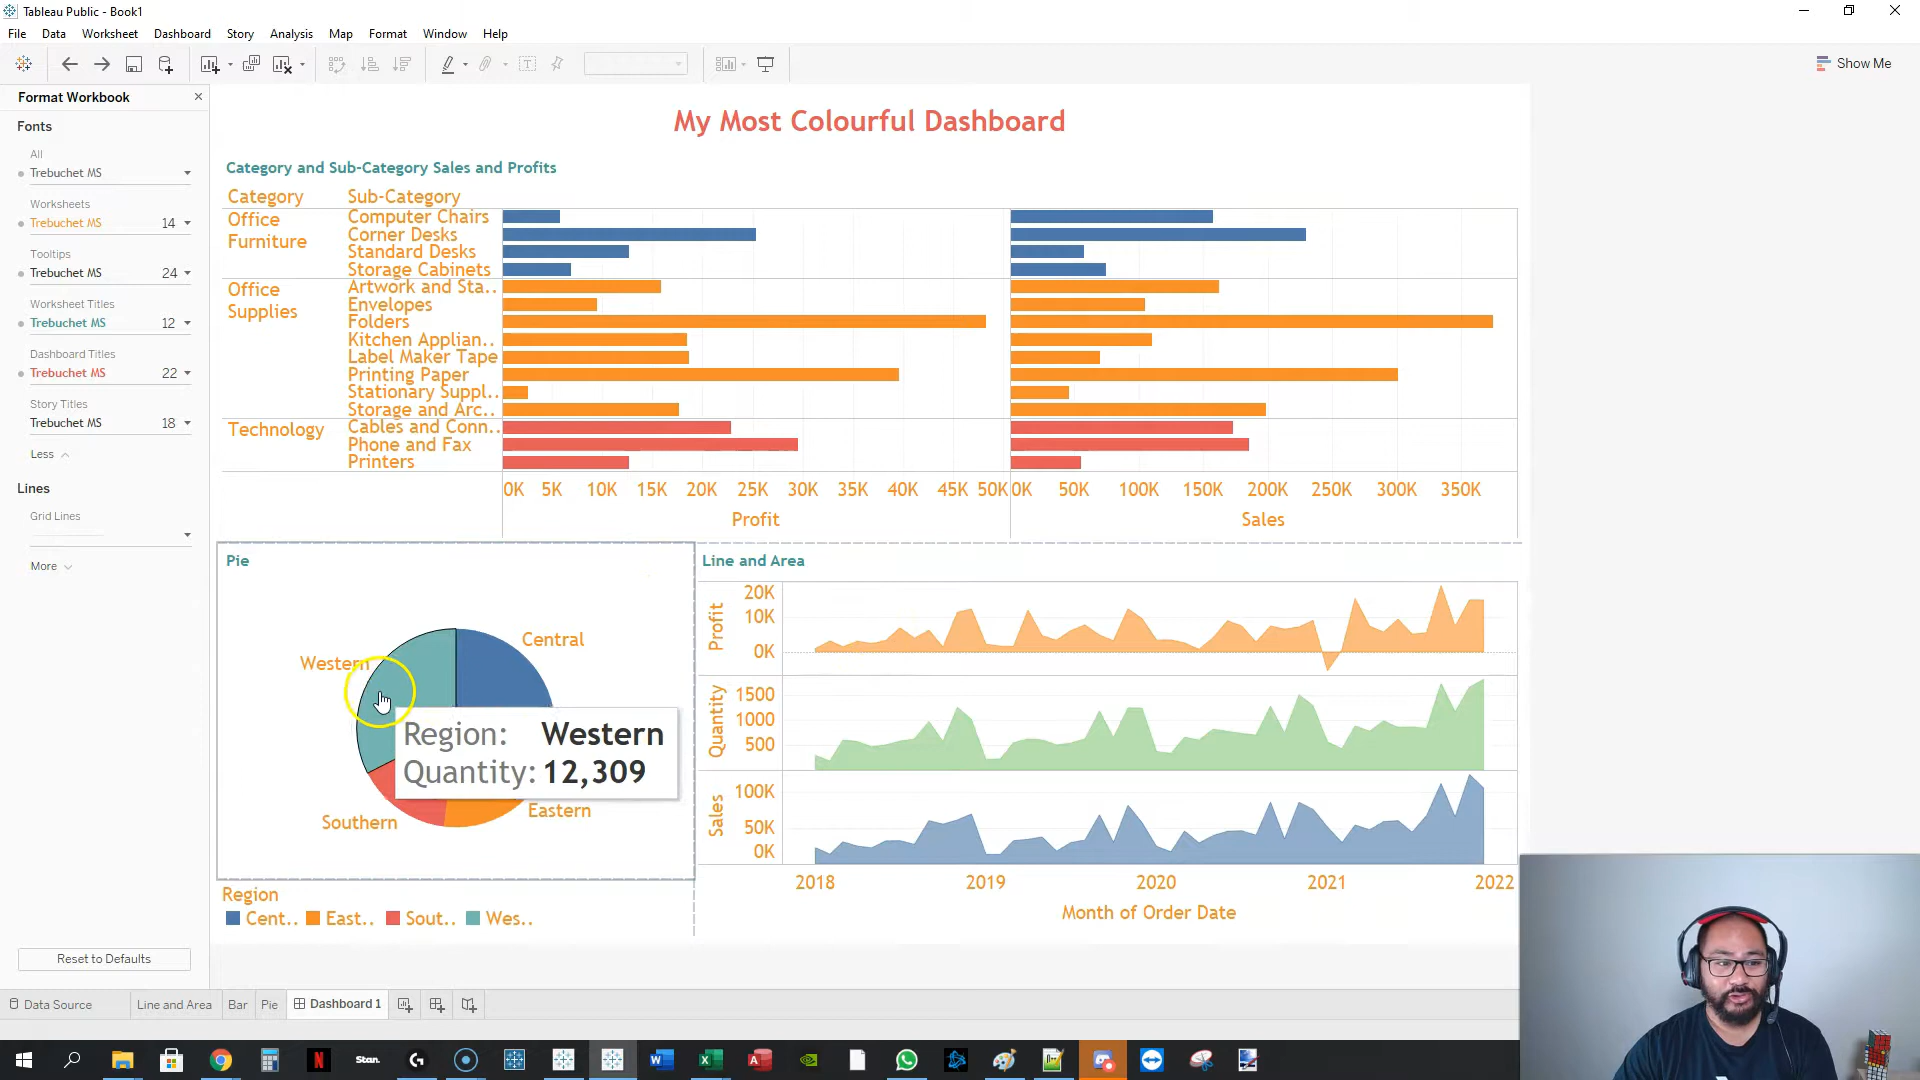 Tableau Public - Book1
File Data Worksheet Dashboard Story Analysis Map Format Window Help
Show Me
Format Workbook
Fonts
All
Trebuchet MS
Worksheets
Trebuchet MS 14
Tooltips
Trebuchet MS 24
Worksheet Titles
Trebuchet MS 12
Dashboard Titles
Trebuchet MS 22
Story Titles
Trebuchet MS 18
Less
Lines
Grid Lines
More
Reset to Defaults
My Most Colourful Dashboard
Category and Sub-Category Sales and Profits
Category Sub-Category
Office Furniture
Computer Chairs
Corner Desks
Standard Desks
Storage Cabinets
Office Supplies
Artwork and Sta..
Envelopes
Folders
Kitchen Applian..
Label Maker Tape
Printing Paper
Stationary Suppl..
Storage and Arc..
Technology
Cables and Conn..
Phone and Fax
Printers
0K 5K 10K 15K 20K 25K 30K 35K 40K 45K 50K
0K 50K 100K 150K 200K 250K 300K 350K
Profit
Sales
Pie
Central
Western
Region: Western
Quantity: 12,309
Eastern
Southern
Region
Cent.. East.. Sout.. Wes..
Line and Area
Profit
20K
10K
0K
Quantity
1500
1000
500
Sales
100K
50K
0K
2018 2019 2020 2021 2022
Month of Order Date
Data Source Line and Area Bar Pie Dashboard 1
Stan.